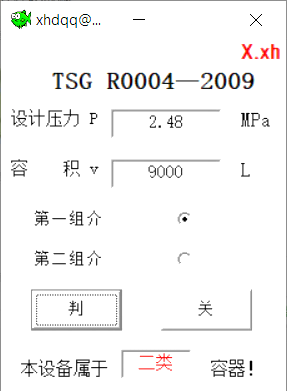 xhdqq@...
X.xh
TSG R0004—2009
设计压力 P 2.48 MPa
容 积 v 9000 L
第一组介
第二组介
判 关
本设备属于 二类 容器!